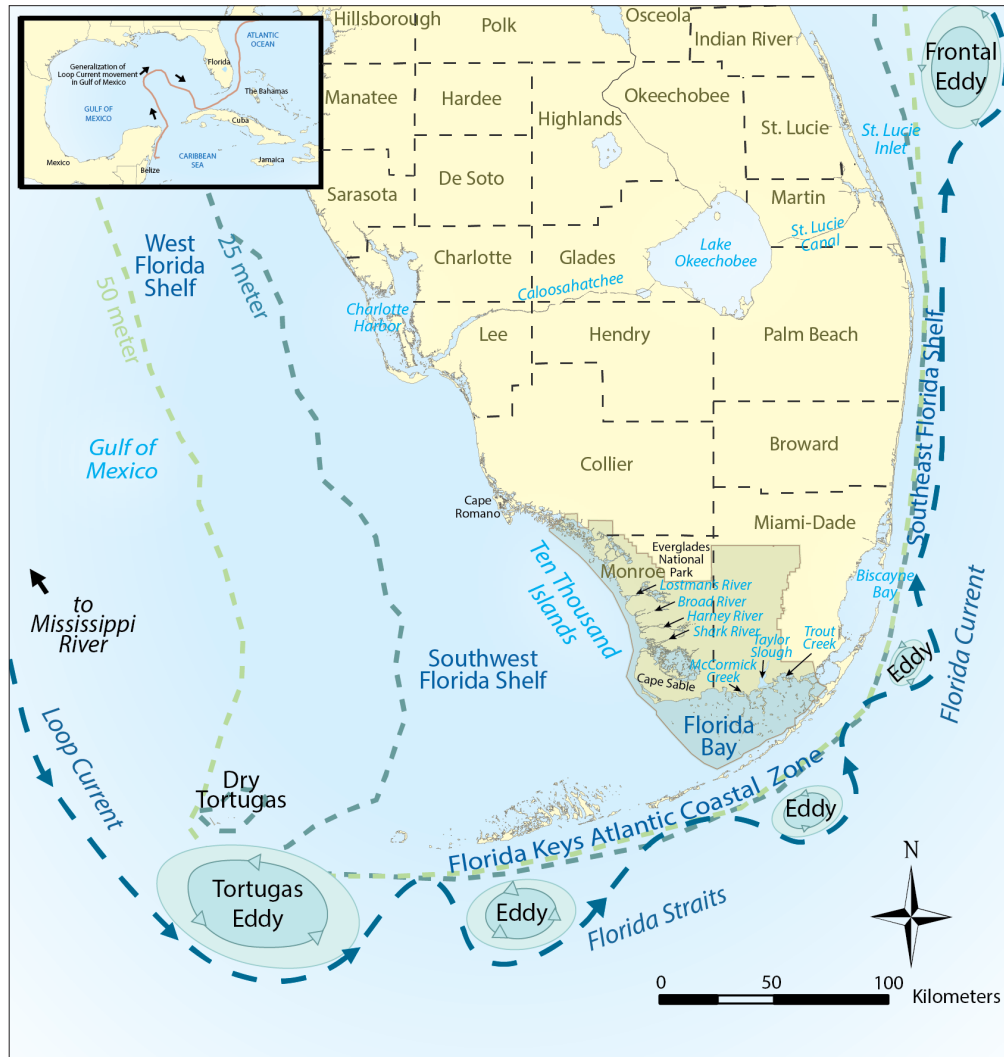 ATLANTIC
OCEAN
Generalization of
Loop Current movement
in Gulf of Mexico
Florida
The Bahamas
GULF OF
MEXICO
Cuba
Mexico
CARIBBEAN
SEA
Jamaica
Belize
Hillsborough
Polk
Osceola
Indian River
Frontal
Eddy
Manatee
Hardee
Highlands
Okeechobee
St. Lucie
St. Lucie
Inlet
Sarasota
De Soto
Martin
St. Lucie
Canal
West
Florida
Shelf
25 meter
50 meter
Charlotte
Glades
Lake
Okeechobee
Caloosahatchee
Charlotte
Harbor
Lee
Hendry
Palm Beach
Southeast Florida Shelf
Gulf of
Mexico
Collier
Broward
Cape
Romano
Miami-Dade
Ten Thousand
Islands
Everglades
National
Park
Monroe
Biscayne
Bay
Lostmans River
Broad River
Harney River
Shark River
Taylor
Slough
Trout
Creek
McCormick
Creek
Cape Sable
to
Mississippi
River
Southwest
Florida Shelf
Eddy
Florida Current
Florida
Bay
Loop Current
Dry
Tortugas
Florida Keys Atlantic Coastal Zone
Eddy
Tortugas
Eddy
Eddy
Florida Straits
N
0
50
100
Kilometers